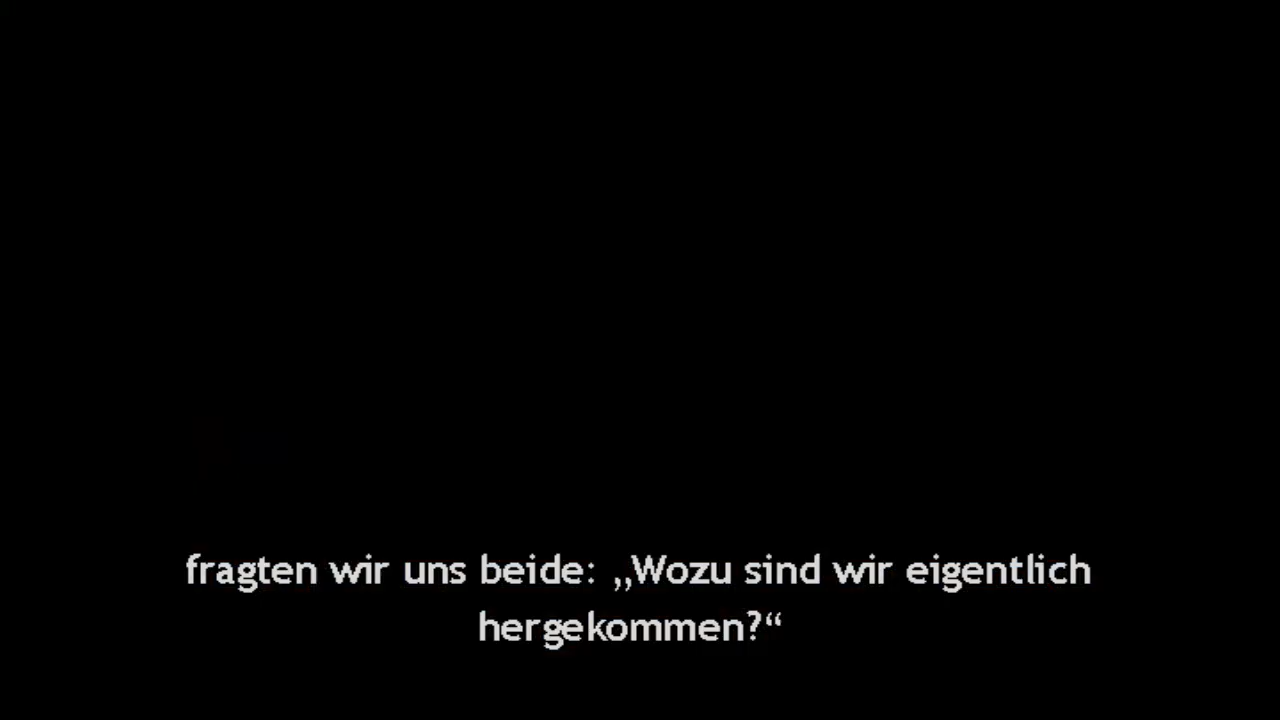 fragten wir uns beide: „Wozu sind wir eigentlich
hergekommen?“